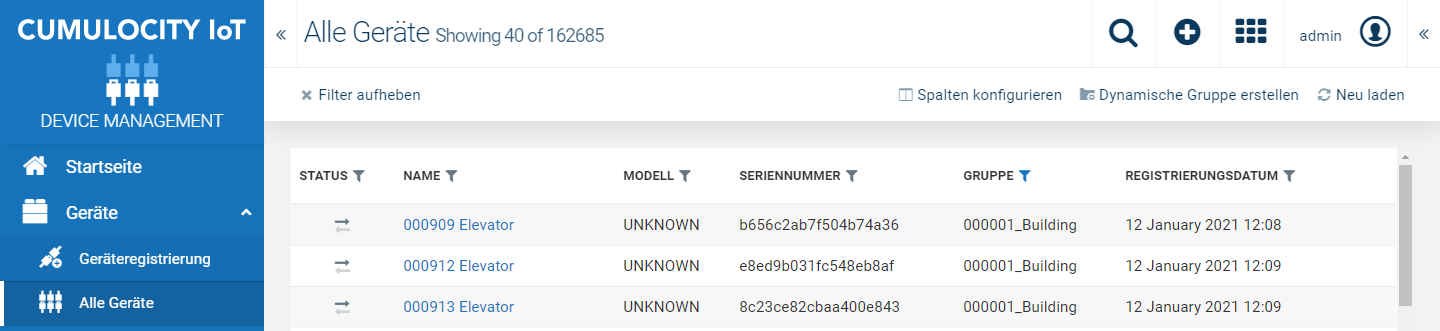 CUMULOCITY IoT
DEVICE MANAGEMENT
Startseite
Geräte
Geräteregistrierung
Alle Geräte
Alle Geräte Showing 40 of 162685
admin
Filter aufheben
Spalten konfigurieren Dynamische Gruppe erstellen Neu laden
STATUS NAME MODELL SERIENNUMMER GRUPPE REGISTRIERUNGSDATUM
000909 Elevator UNKNOWN b656c2ab7f504b74a36 000001_Building 12 January 2021 12:08
000912 Elevator UNKNOWN e8ed9b031fc548eb8af 000001_Building 12 January 2021 12:09
000913 Elevator UNKNOWN 8c23ce82cbaa400e843 000001_Building 12 January 2021 12:09